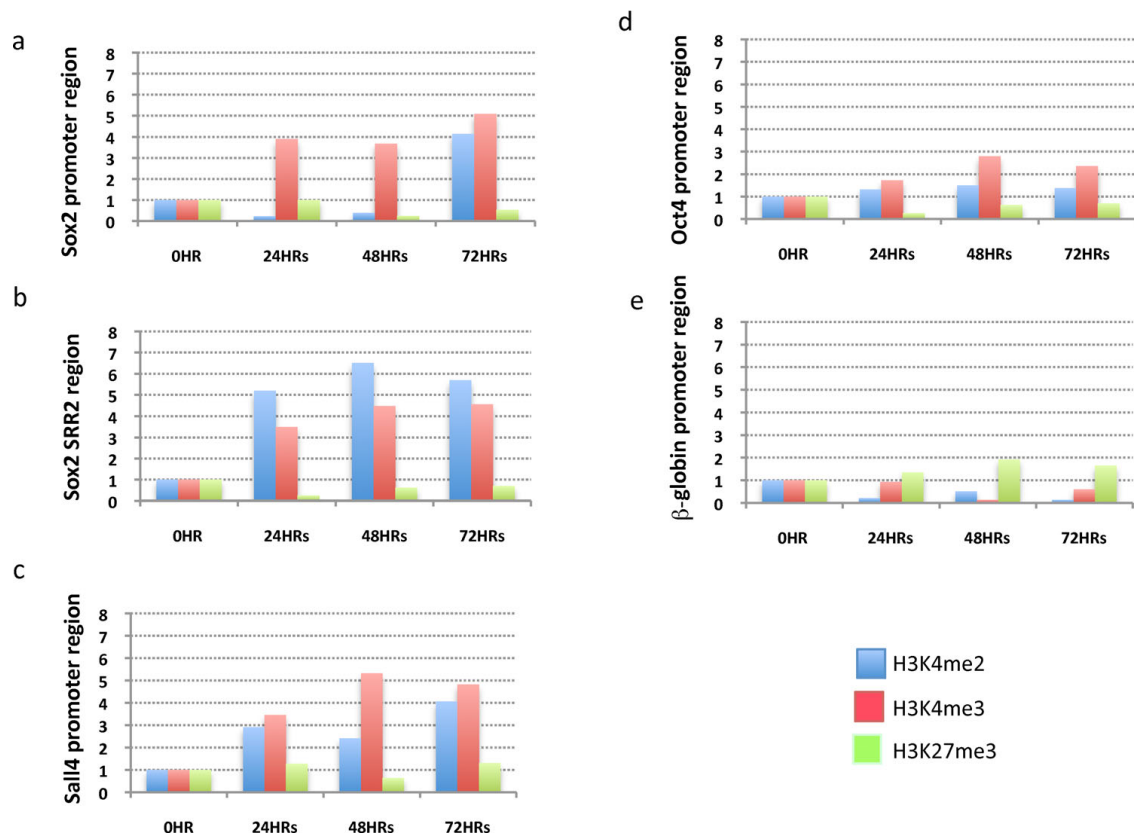 a
Sox2 promoter region
8
7
6
5
4
3
2
1
0
0HR 24HRs 48HRs 72HRs
b
Sox2 SRR2 region
8
7
6
5
4
3
2
1
0
0HR 24HRs 48HRs 72HRs
c
Sall4 promoter region
8
7
6
5
4
3
2
1
0
0HR 24HRs 48HRs 72HRs
d
Oct4 promoter region
8
7
6
5
4
3
2
1
0
0HR 24HRs 48HRs 72HRs
e
β-globin promoter region
8
7
6
5
4
3
2
1
0
0HR 24HRs 48HRs 72HRs
H3K4me2
H3K4me3
H3K27me3